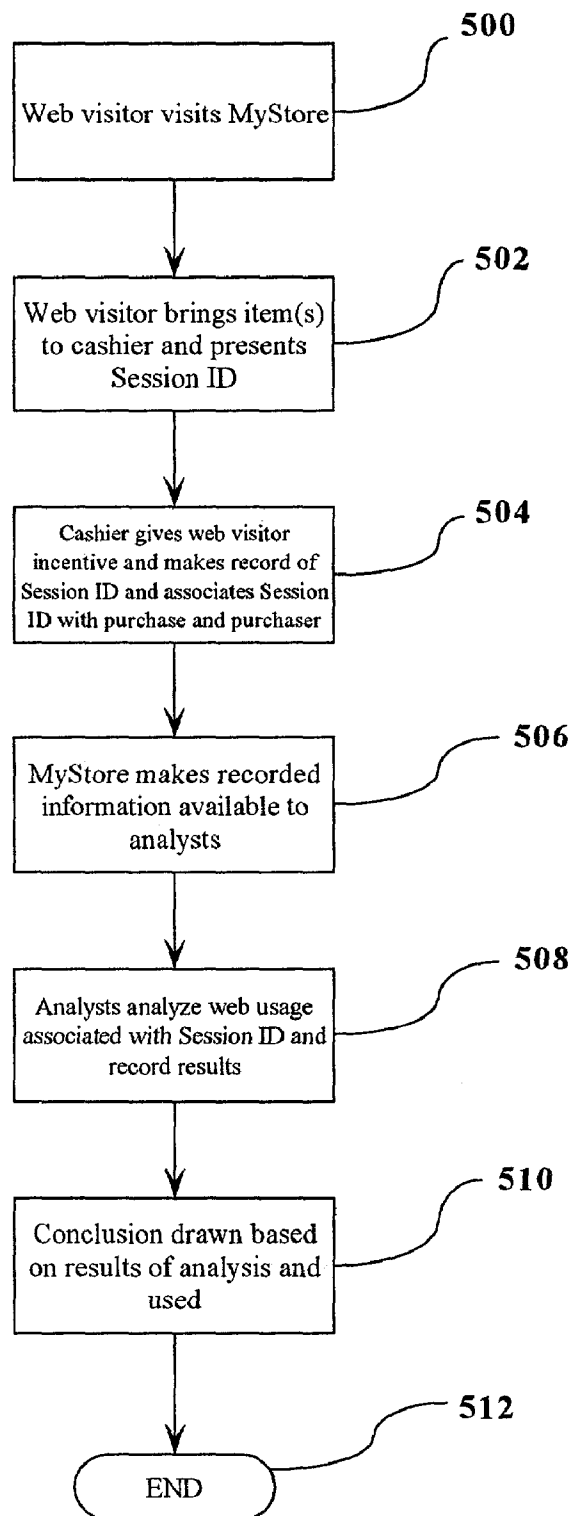 500
Web visitor visits MyStore
502
Web visitor brings item(s)
to cashier and presents
Session ID
504
Cashier gives web visitor
incentive and makes record of
Session ID and associates Session
ID with purchase and purchaser
506
MyStore makes recorded
information available to
analysts
508
Analysts analyze web usage
associated with Session ID and
record results
510
Conclusion drawn based
on results of analysis and
used
512
END